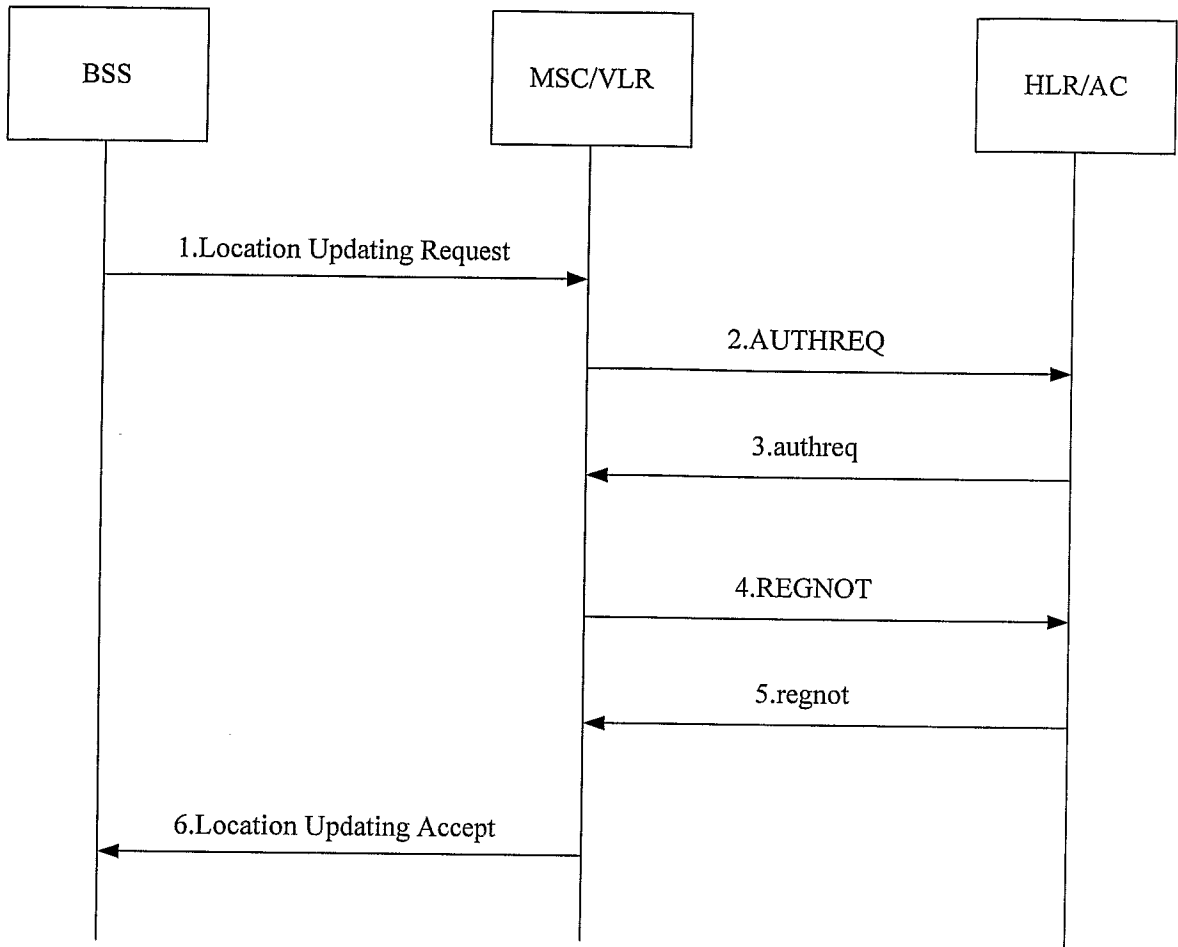 BSS
MSC/VLR
HLR/AC
1.Location Updating Request
2.AUTHREQ
3.authreq
4.REGNOT
5.regnot
6.Location Updating Accept